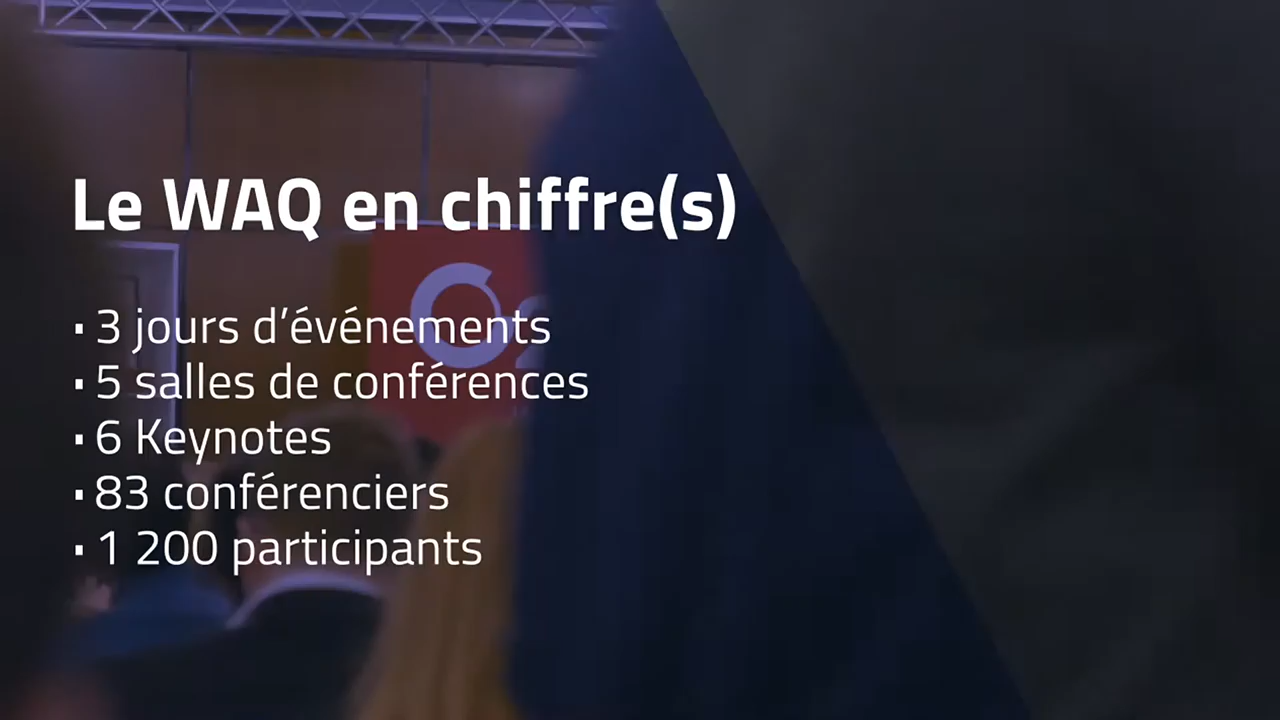 Le WAQ en chiffre(s)
· 3 jours d’événements
· 5 salles de conférences
· 6 Keynotes
· 83 conférenciers
· 1 200 participants